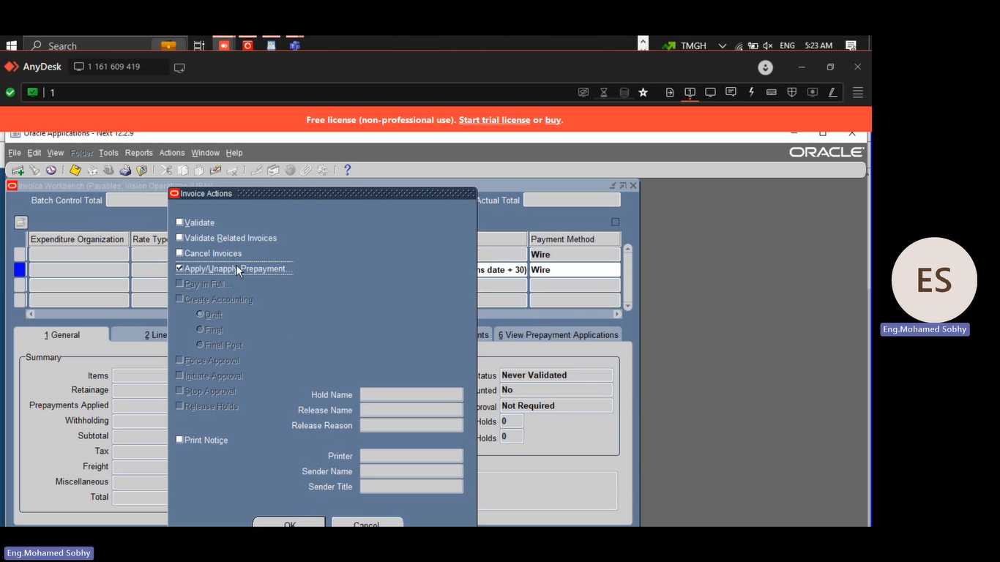 Search
TMGH
ENG
5:23 AM
AnyDesk
1 161 609 419
1
1
Free license (non-professional use). Start trial license or buy.
Oracle Applications - Next 12.2.9
File Edit View Folder Tools Reports Actions Window Help
ORACLE
Invoice Workbench (Payables, Vision Operations (USA))
Batch Control Total
Actual Total
Invoice Actions
Validate
Validate Related Invoices
Cancel Invoices
Apply/Unapply Prepayment...
Pay in Full...
Create Accounting
Draft
Final
Final Post
Force Approval
Initiate Approval
Stop Approval
Release Holds
Hold Name
Release Name
Release Reason
Print Notice
Printer
Sender Name
Sender Title
OK
Cancel
Expenditure Organization
Rate Typ
Payment Method
Wire
ns date + 30)
Wire
1 General
2 Line
nts
6 View Prepayment Applications
Summary
Items
Retainage
Prepayments Applied
Withholding
Subtotal
Tax
Freight
Miscellaneous
Total
Status
Never Validated
unted
No
roval
Not Required
Holds
0
Holds
0
ES
Eng.Mohamed Sobhy
Eng.Mohamed Sobhy